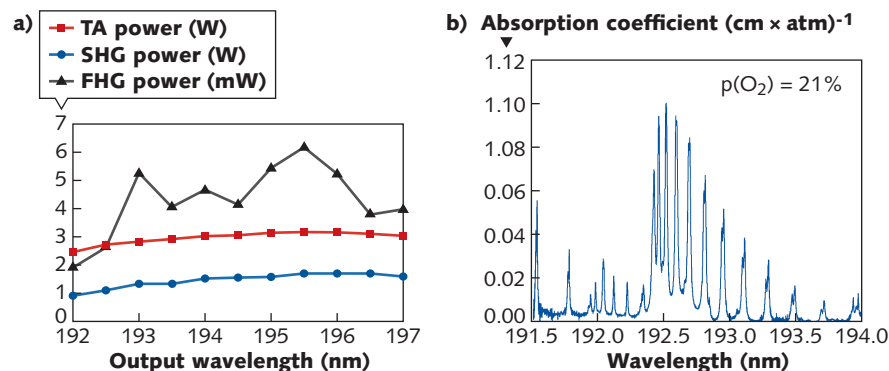 a)
TA power (W)
SHG power (W)
FHG power (mW)
7
6
5
4
3
2
1
0
192 193 194 195 196 197
Output wavelength (nm)
b) Absorption coefficient (cm × atm)-1
1.12
1.10
1.08
1.12
0.04
0.02
0.00
p(O2) = 21%
191.5 192.0 192.5 193.0 193.5 194.0
Wavelength (nm)